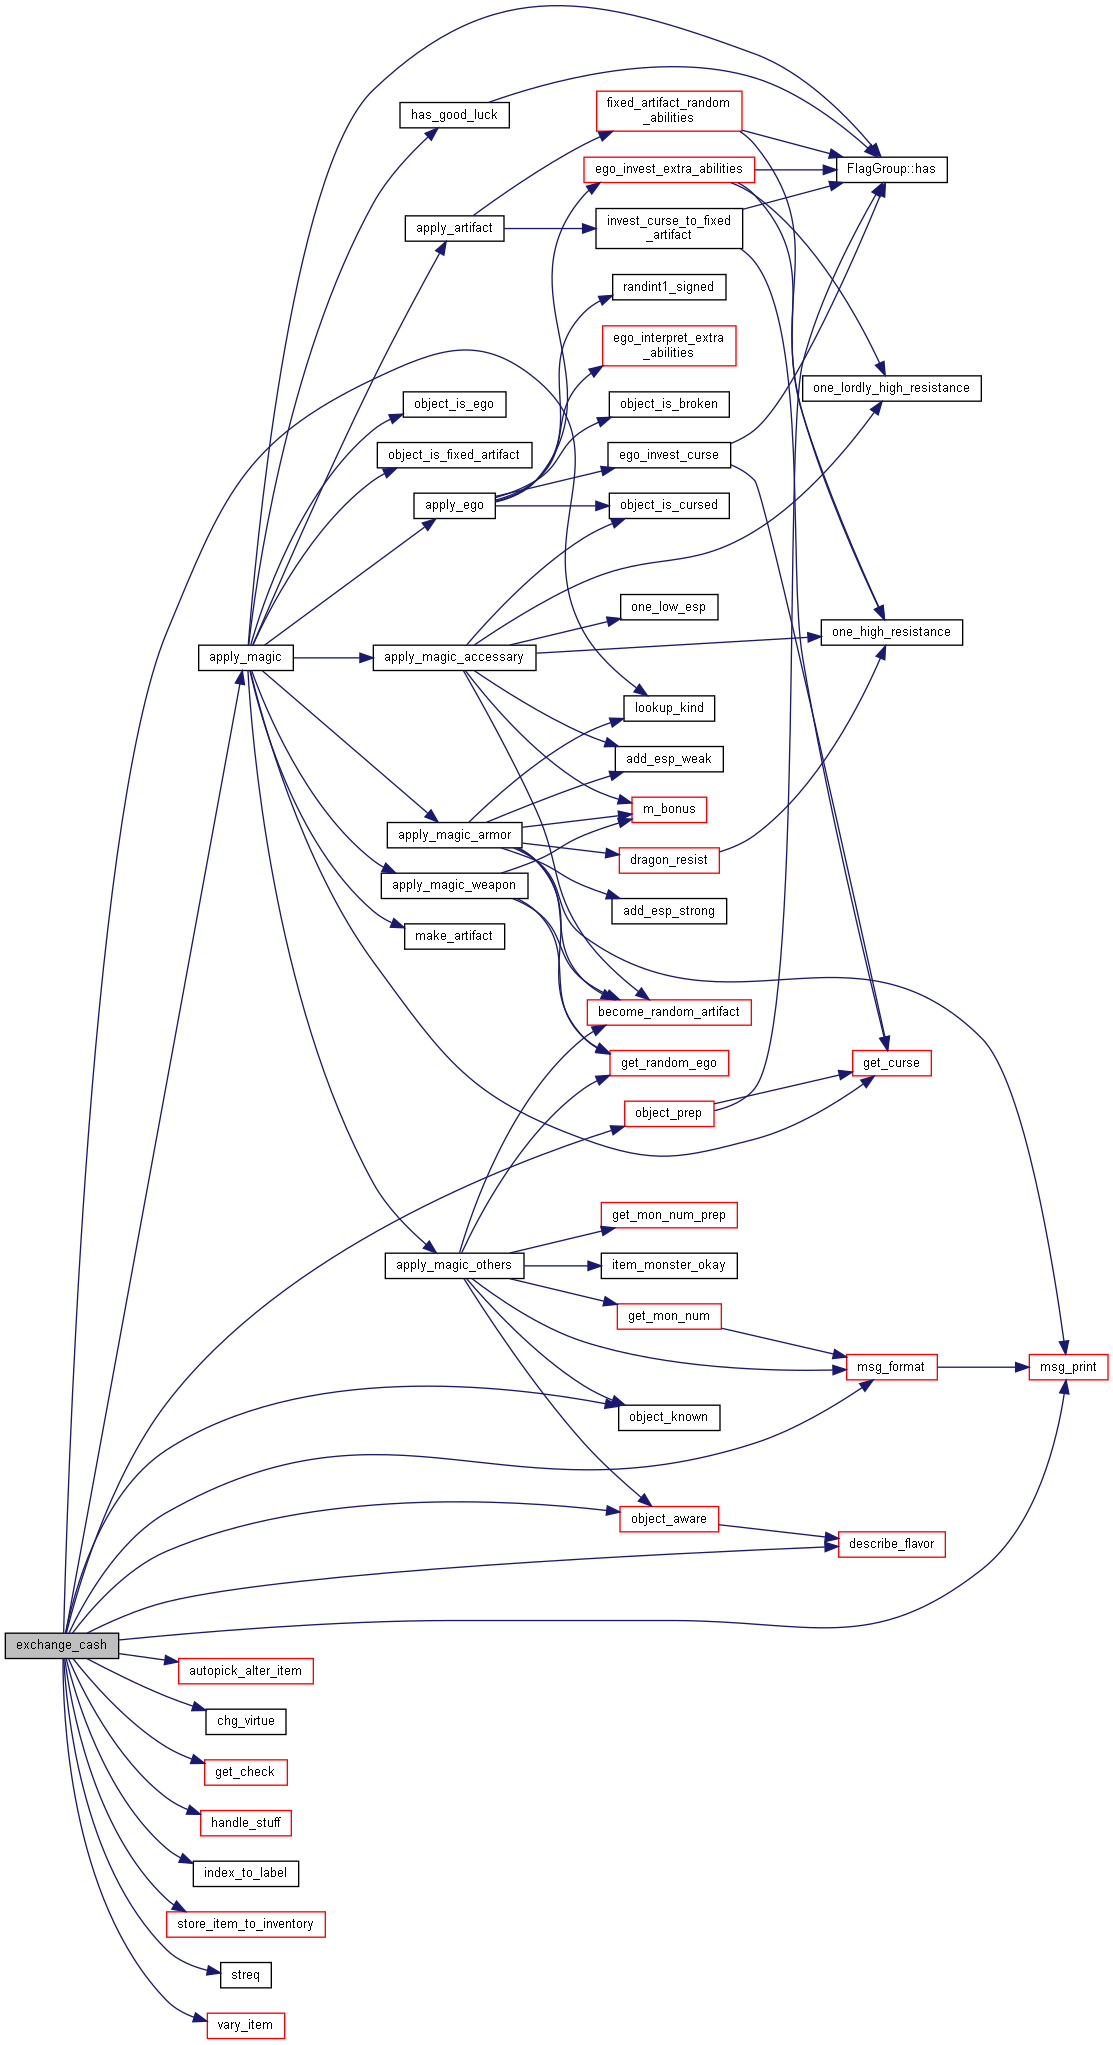 fixed_artifact_random
_abilities
has_good_luck
ego_invest_extra_abilities
FlagGroup::has
invest_curse_to_fixed
_artifact
apply_artifact
randint1_signed
ego_interpret_extra
_abilities
one_lordly_high_resistance
object_is_ego
object_is_broken
object_is_fixed_artifact
ego_invest_curse
apply_ego
object_is_cursed
one_low_esp
one_high_resistance
apply_magic
apply_magic_accessary
lookup_kind
add_esp_weak
m_bonus
apply_magic_armor
dragon_resist
apply_magic_weapon
add_esp_strong
make_artifact
become_random_artifact
get_random_ego
get_curse
object_prep
get_mon_num_prep
apply_magic_others
item_monster_okay
get_mon_num
msg_format
msg_print
object_known
object_aware
describe_flavor
exchange_cash
autopick_alter_item
chg_virtue
get_check
handle_stuff
index_to_label
store_item_to_inventory
streq
vary_item